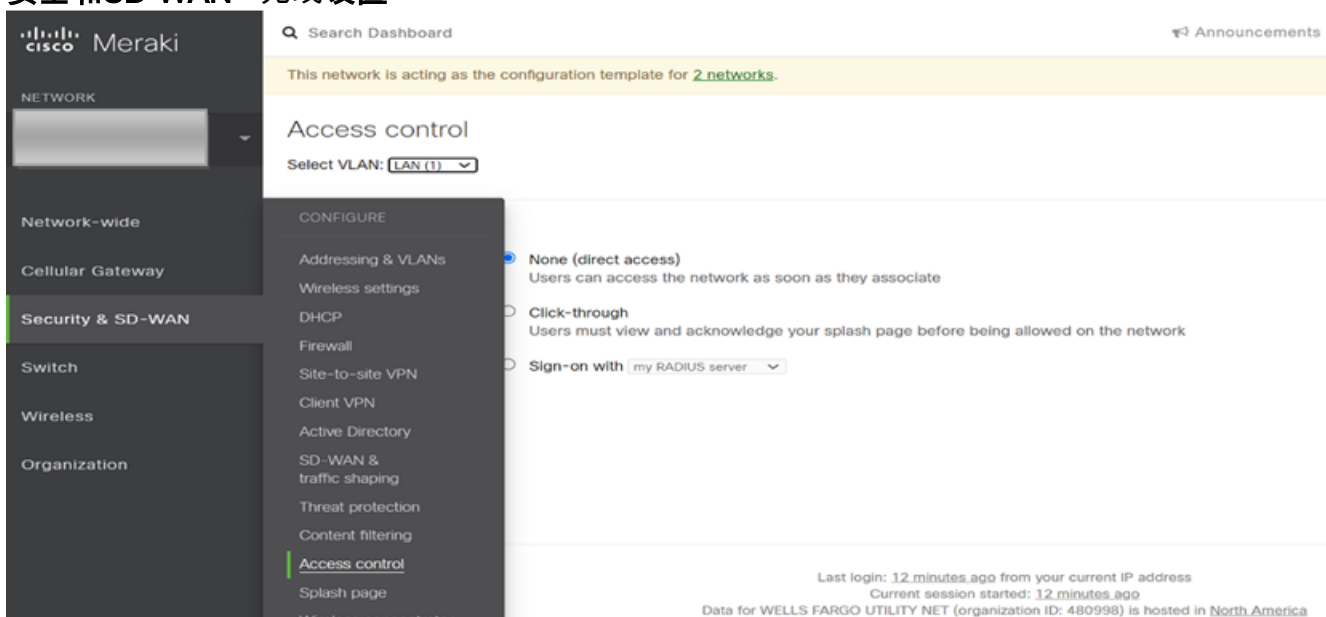 和SD-WAN 设置
cisco Meraki
Search Dashboard
Announcements
This network is acting as the configuration template for 2 networks.
NETWORK
Access control
Select VLAN: LAN (1)
Network-wide
Cellular Gateway
Security & SD-WAN
Switch
Wireless
Organization
CONFIGURE
Addressing & VLANs
Wireless settings
DHCP
Firewall
Site-to-site VPN
Client VPN
Active Directory
SD-WAN &
traffic shaping
Threat protection
Content filtering
Access control
Splash page
None (direct access)
Users can access the network as soon as they associate
Click-through
Users must view and acknowledge your splash page before being allowed on the network
Sign-on with my RADIUS server
Last login: 12 minutes ago from your current IP address
Current session started: 12 minutes ago
Data for WELLS FARGO UTILITY NET (organization ID: 480998) is hosted in North America